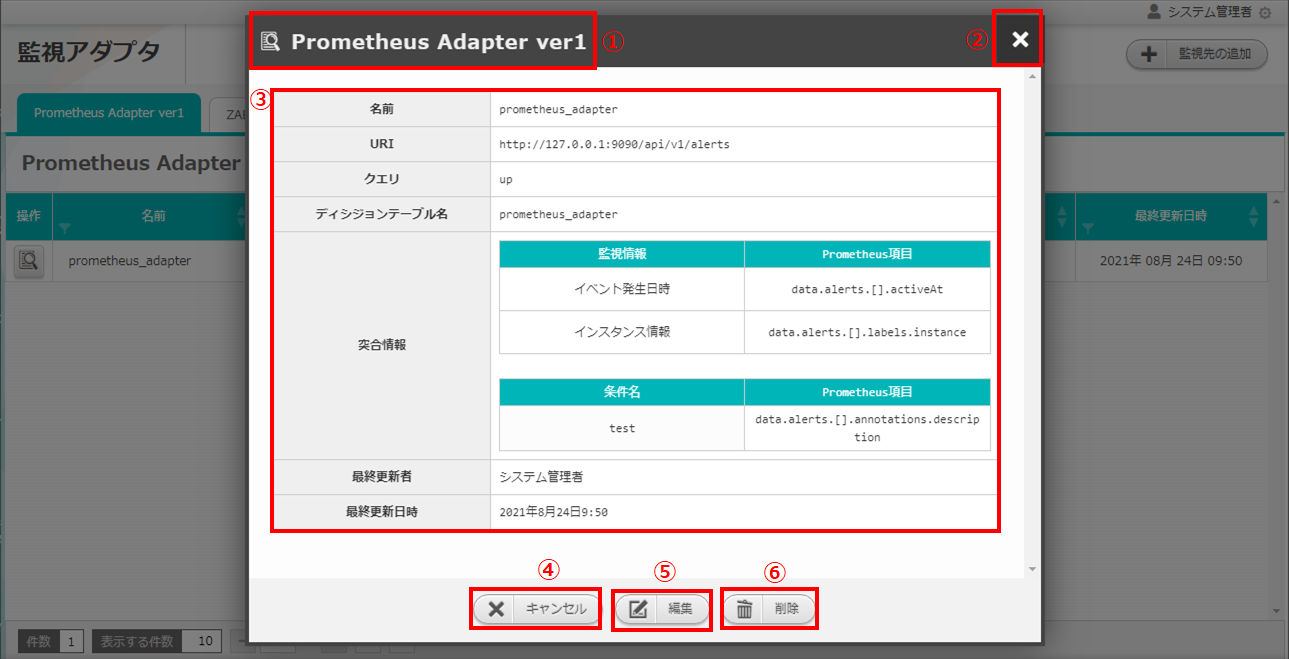 システム管理者
監視アダプタ
監視先の追加
Prometheus Adapter ver1
ZAB
Prometheus Adapter
操作
名前
最終更新日時
prometheus_adapter
2021年 08月 24日 09:50
件数 1
表示する件数 10
Prometheus Adapter ver1
①
②
③
名前 prometheus_adapter
URI http://127.0.0.1:9090/api/v1/alerts
クエリ up
ディシジョンテーブル名 prometheus_adapter
突合情報
監視情報 Prometheus項目
イベント発生日時 data.alerts.[].activeAt
インスタンス情報 data.alerts.[].labels.instance
条件名 Prometheus項目
test data.alerts.[].annotations.descrip
tion
最終更新者 システム管理者
最終更新日時 2021年8月24日9:50
④
⑤
⑥
キャンセル
編集
削除